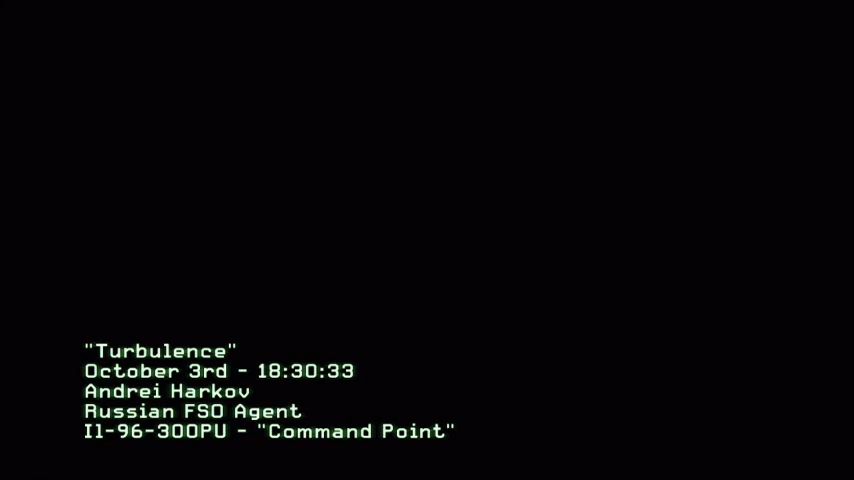 "Turbulence"
October 3rd - 18:30:33
Andrei Harkov
Russian FSO Agent
Il-96-300PU - "Command Point"